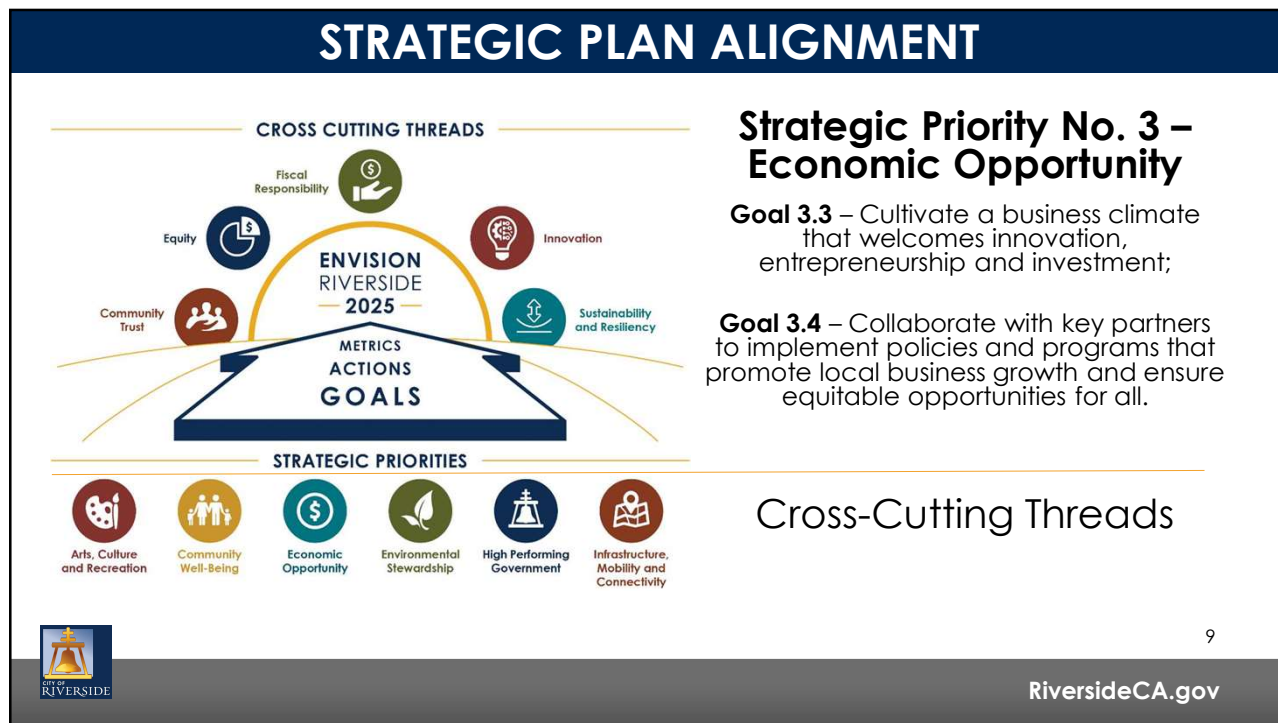 STRATEGIC PLAN ALIGNMENT
CROSS CUTTING THREADS
Fiscal
Responsibility
Equity
Innovation
Community
Trust
Sustainability
and Resiliency
ENVISION
RIVERSIDE
2025
METRICS
ACTIONS
GOALS
STRATEGIC PRIORITIES
Arts, Culture
and Recreation
Community
Well-Being
Economic
Opportunity
Environmental
Stewardship
High Performing
Government
Infrastructure,
Mobility and
Connectivity
Strategic Priority No. 3 –
Economic Opportunity
Goal 3.3 – Cultivate a business climate
that welcomes innovation,
entrepreneurship and investment;
Goal 3.4 – Collaborate with key partners
to implement policies and programs that
promote local business growth and ensure
equitable opportunities for all.
Cross-Cutting Threads
9
CITY OF
RIVERSIDE
RiversideCA.gov